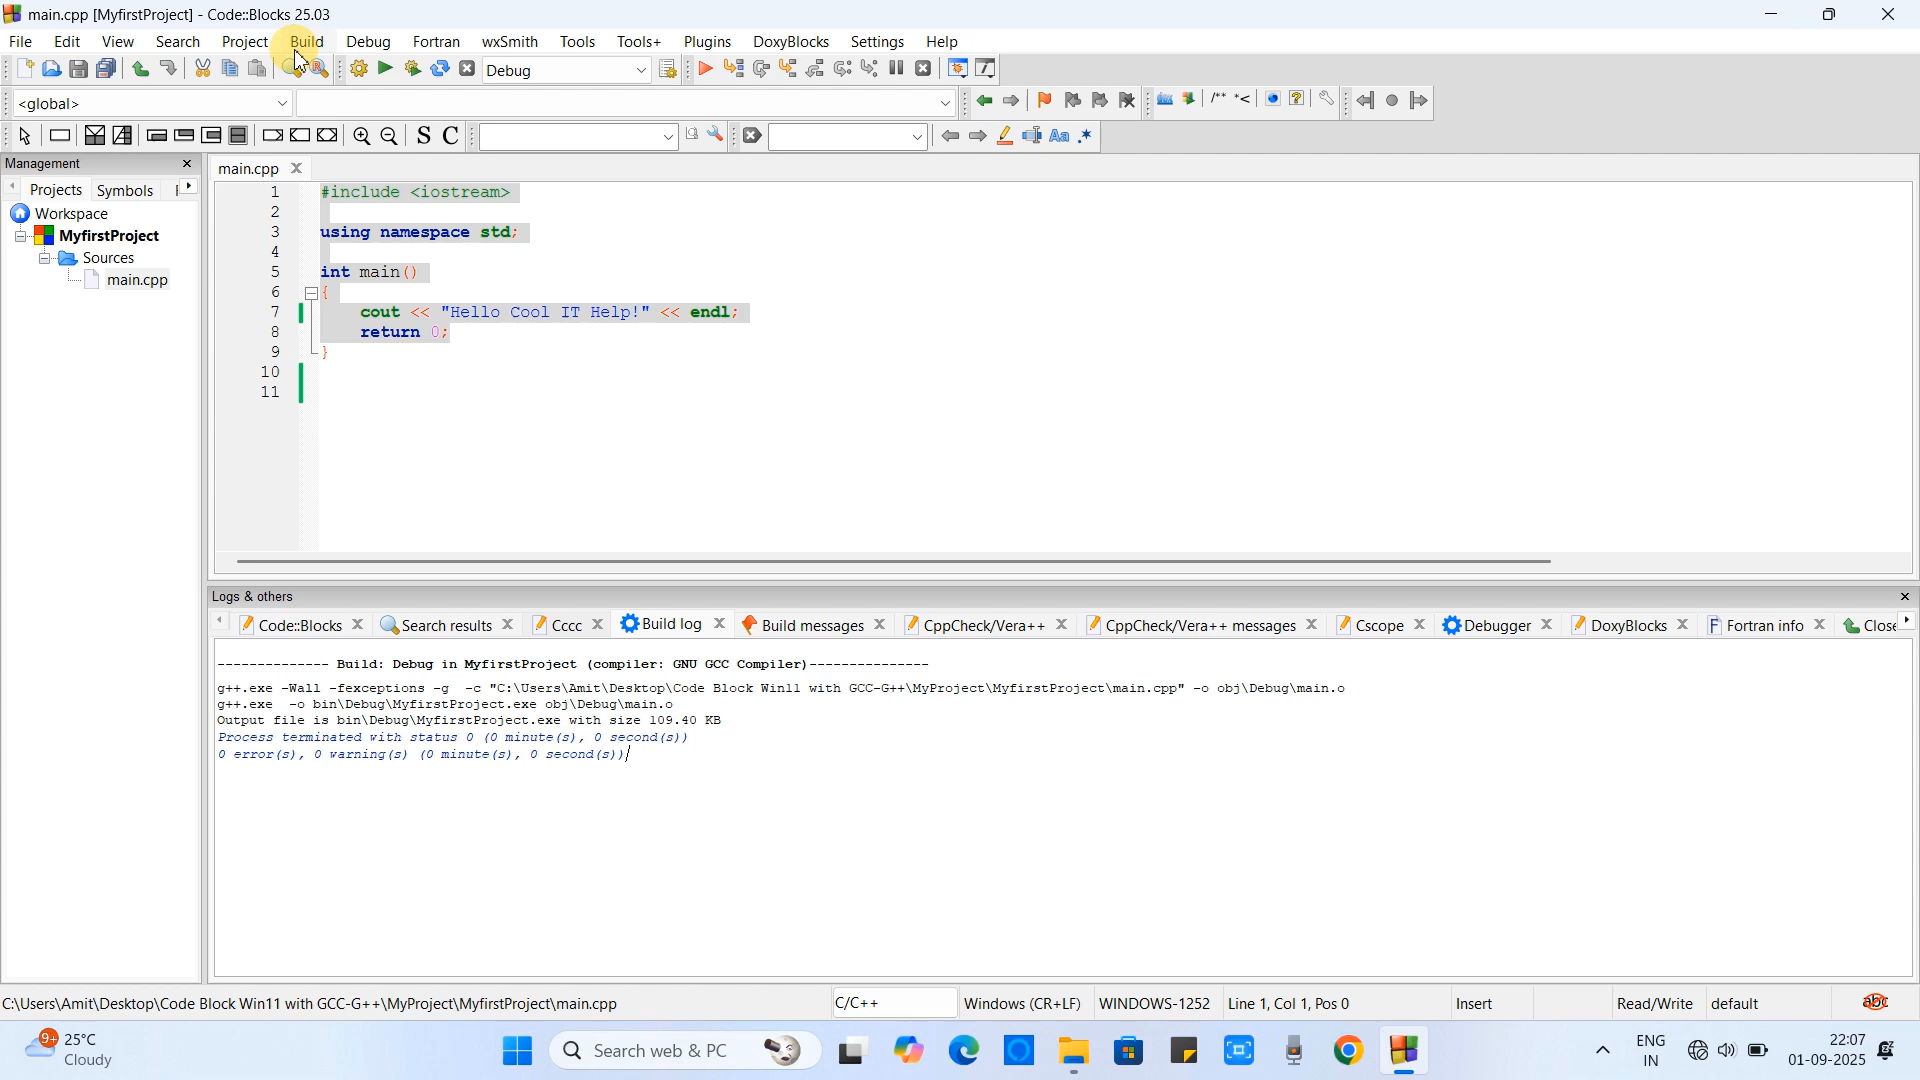 main.cpp [MyfirstProject] - Code::Blocks 25.03
File Edit View Search Project Build Debug Fortran wxSmith Tools Tools+ Plugins DoxyBlocks Settings Help
Debug
<global>
/** *<
S C Aa .*
Management
main.cpp
Projects Symbols
Workspace
MyfirstProject
Sources
main.cpp
1 #include <iostream>
2
3 using namespace std;
4
5 int main()
6 {
7 cout << "Hello Cool IT Help!" << endl;
8 return 0;
9 }
10
11
Logs & others
Code::Blocks Search results Cccc Build log Build messages CppCheck/Vera++ CppCheck/Vera++ messages Cscope Debugger DoxyBlocks Fortran info Close
-------------- Build: Debug in MyfirstProject (compiler: GNU GCC Compiler)---------------
g++.exe -Wall -fexceptions -g -c "C:\Users\Amit\Desktop\Code Block Win11 with GCC-G++\MyProject\MyfirstProject\main.cpp" -o obj\Debug\main.o
g++.exe -o bin\Debug\MyfirstProject.exe obj\Debug\main.o
Output file is bin\Debug\MyfirstProject.exe with size 109.40 KB
Process terminated with status 0 (0 minute(s), 0 second(s))
0 error(s), 0 warning(s) (0 minute(s), 0 second(s))
C:\Users\Amit\Desktop\Code Block Win11 with GCC-G++\MyProject\MyfirstProject\main.cpp C/C++ Windows (CR+LF) WINDOWS-1252 Line 1, Col 1, Pos 0 Insert Read/Write default abc
9+ 25°C
Cloudy
Search web & PC
ENG
IN
22:07
01-09-2025